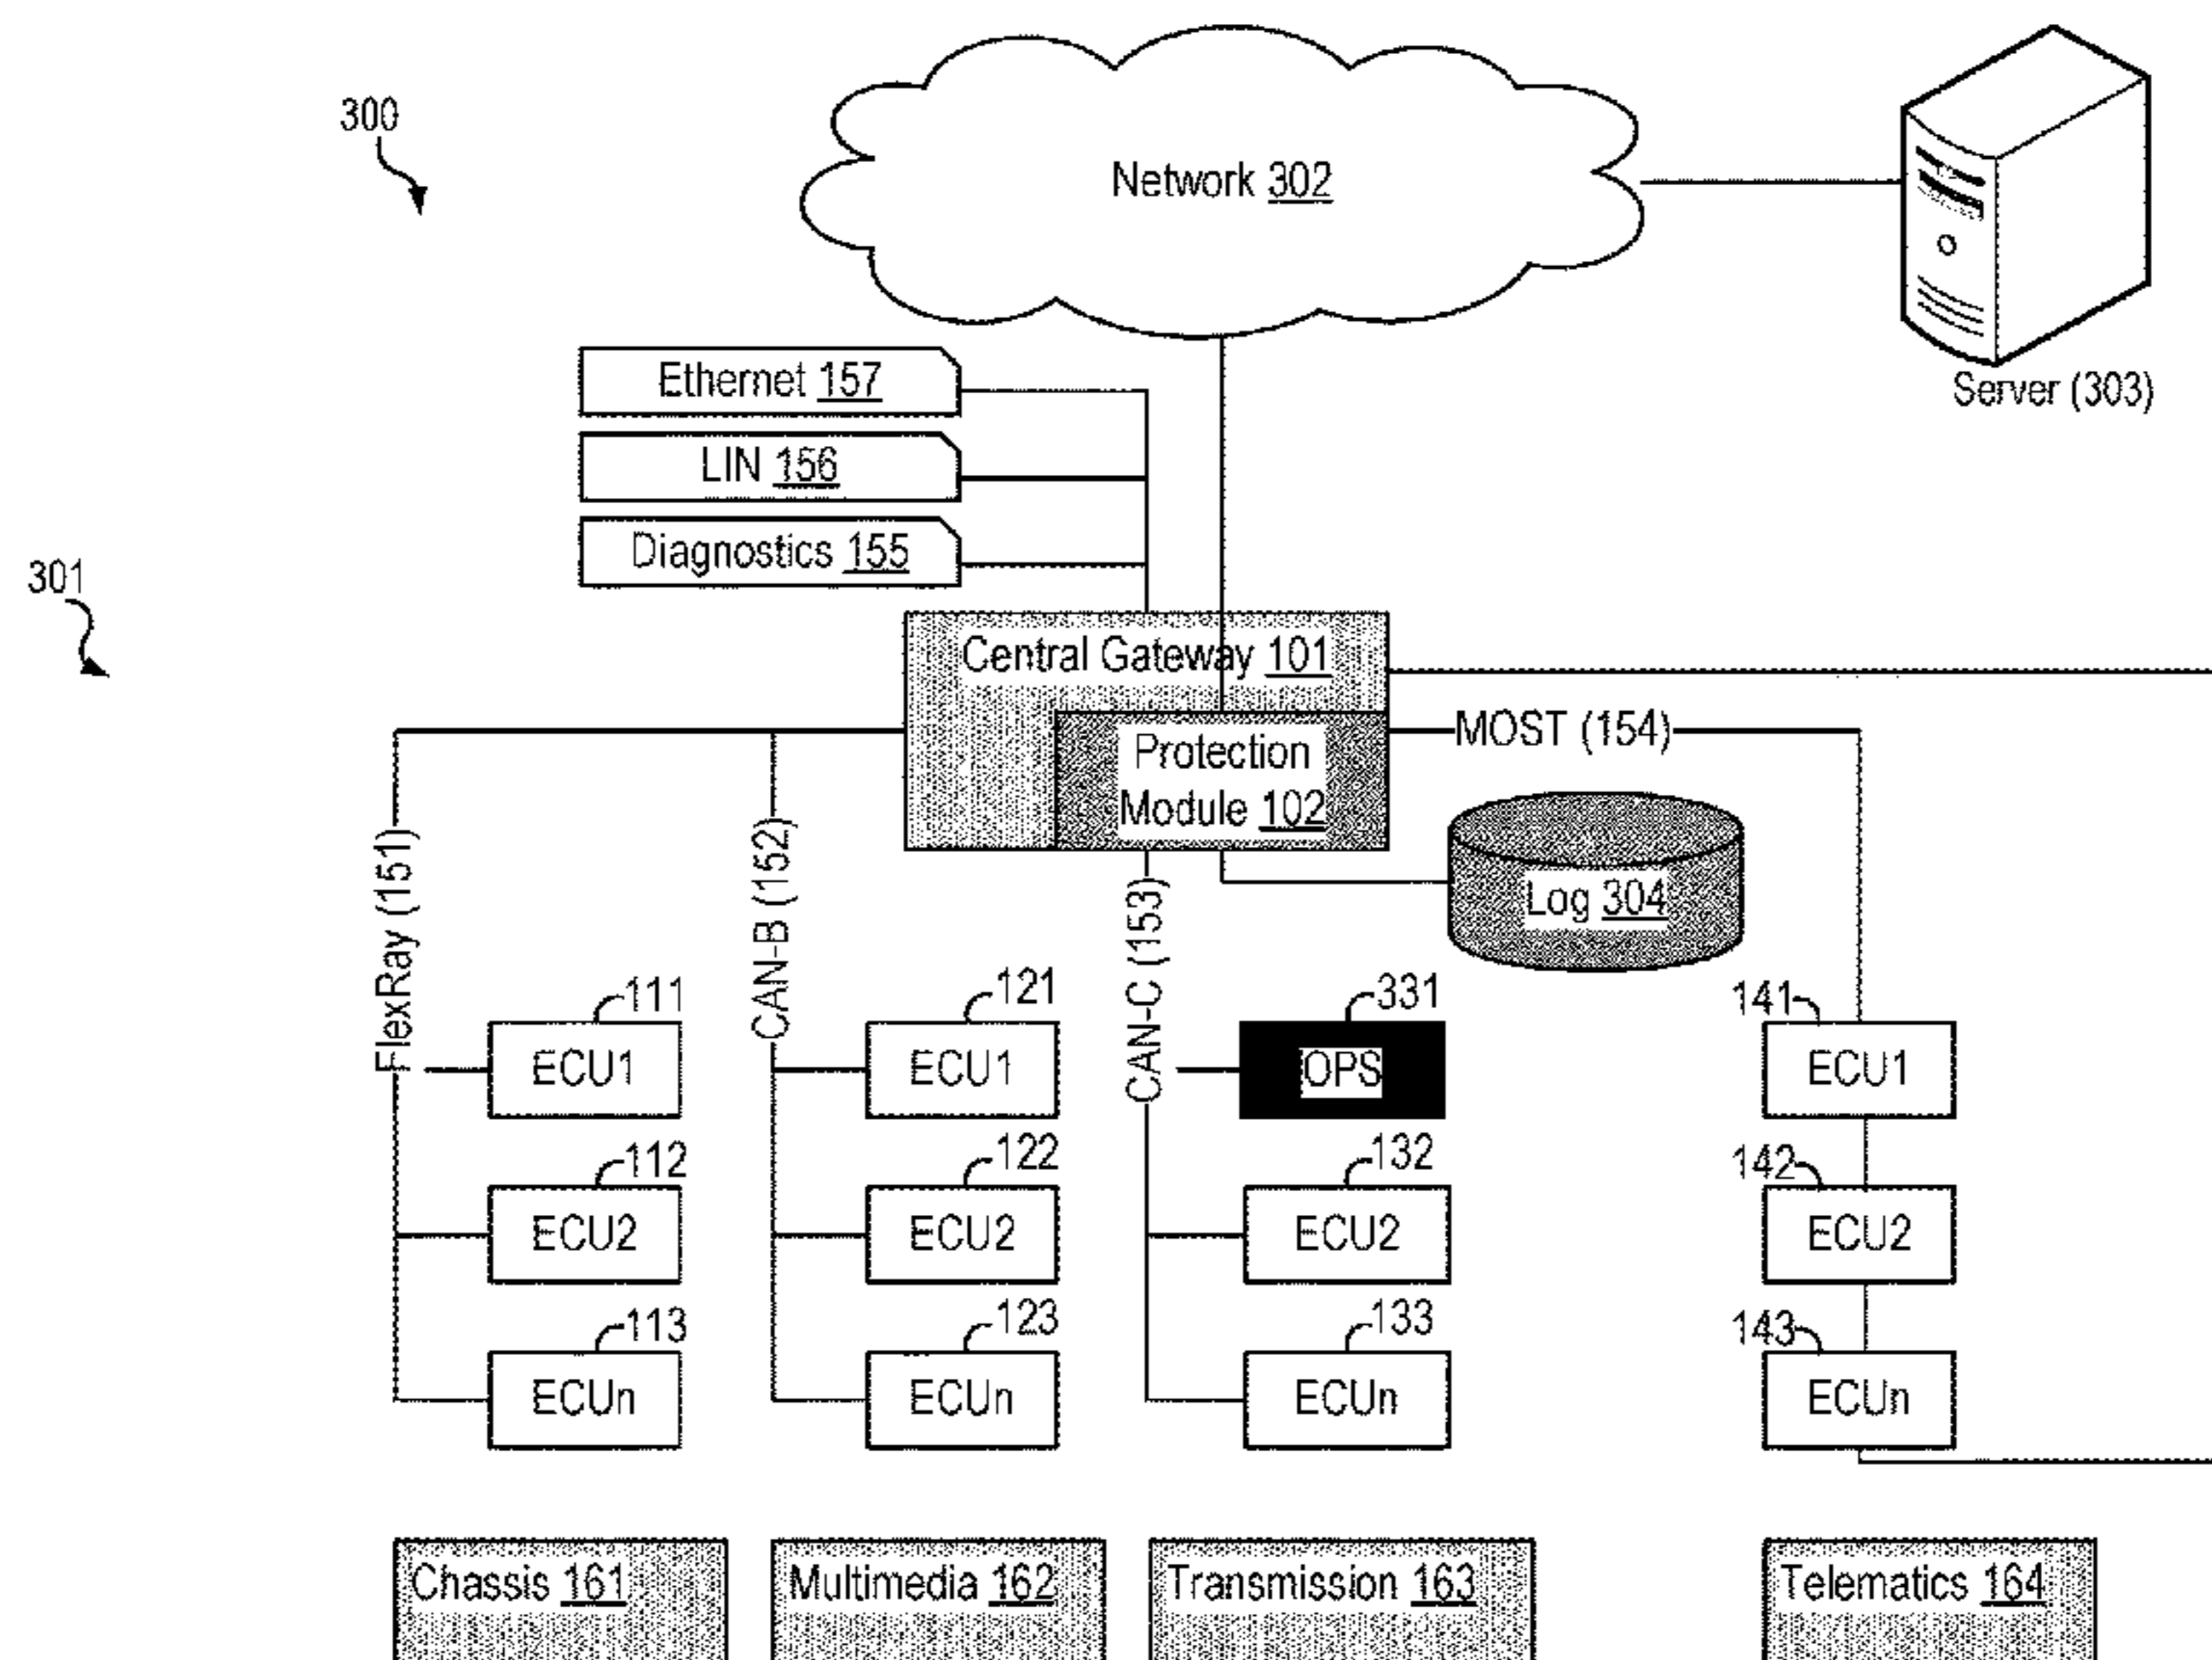 300
Network 302
Server (303)
Ethernet 157
LIN 156
Diagnostics 155
301
Central Gateway 101
Protection
Module 102
MOST (154)
Log 304
FlexRay (151)
CAN-B (152)
CAN-C (153)
111
ECU1
121
ECU1
331
OPS
141
ECU1
112
ECU2
122
ECU2
132
ECU2
142
ECU2
113
ECUn
123
ECUn
133
ECUn
143
ECUn
Chassis 161
Multimedia 162
Transmission 163
Telematics 164